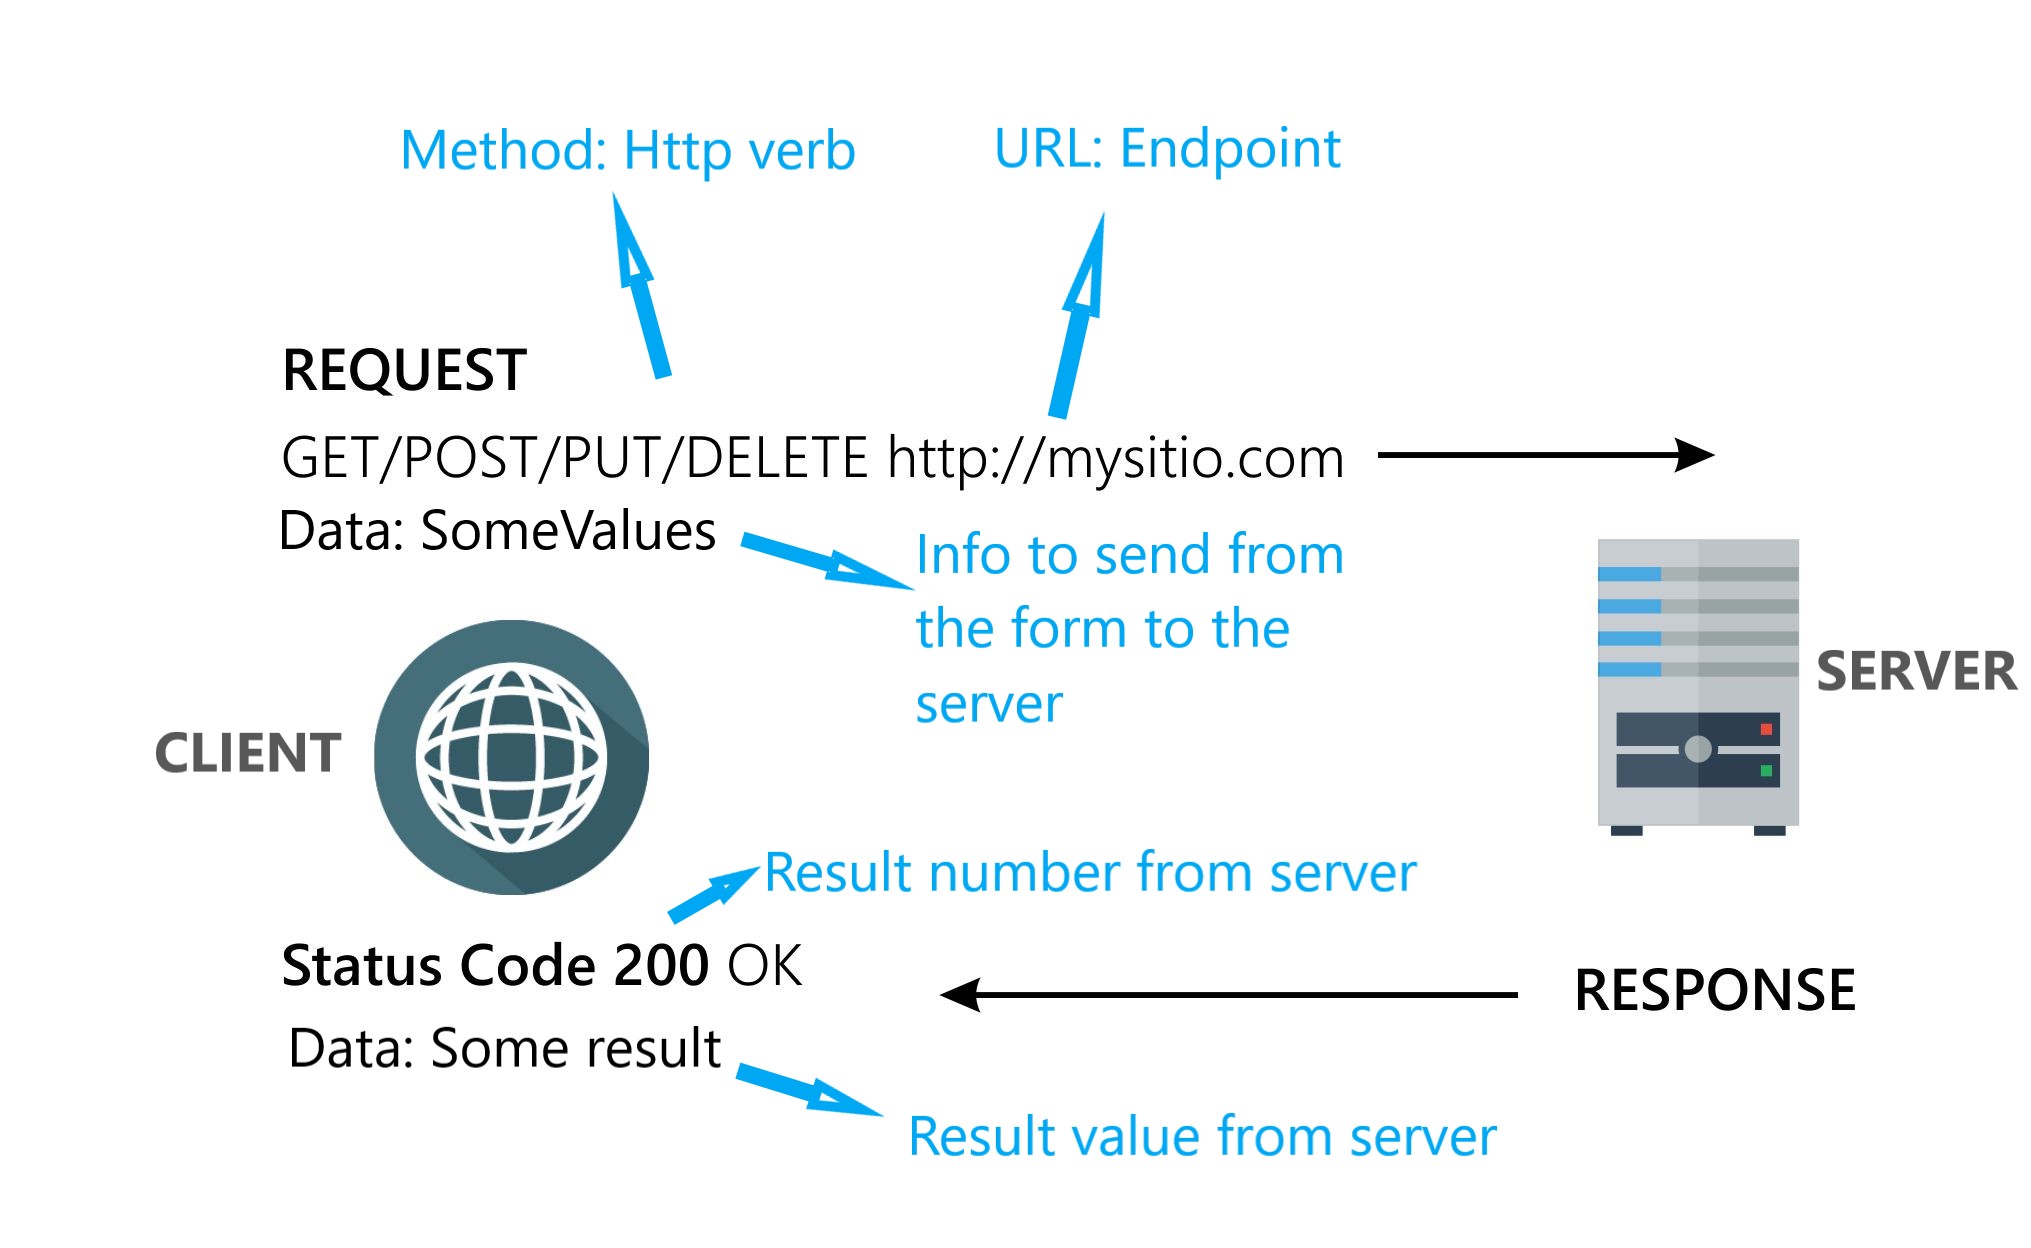 Method: Http verb
URL: Endpoint
REQUEST
GET/POST/PUT/DELETE http://mysitio.com
Data: SomeValues
Info to send from
the form to the
server
SERVER
CLIENT
Result number from server
Status Code 200 OK
RESPONSE
Data: Some result
Result value from server